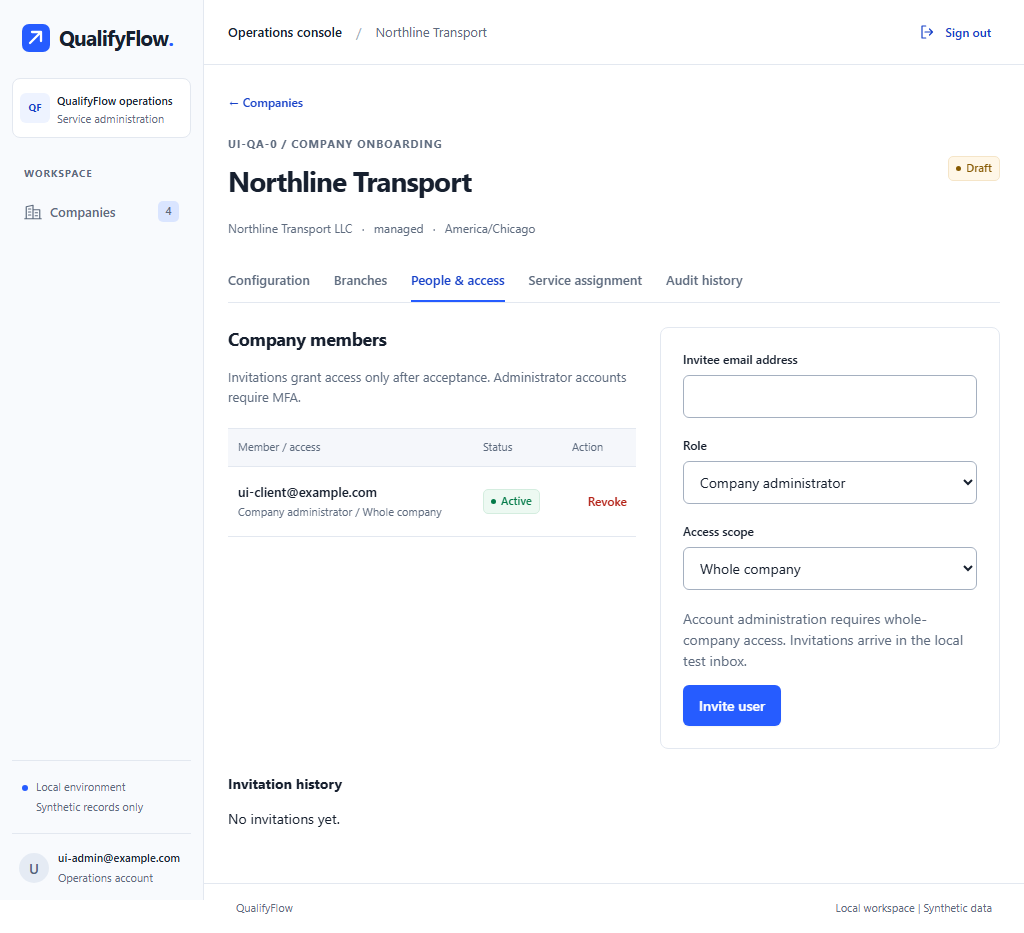 QualifyFlow.
QF
QualifyFlow operations
Service administration
WORKSPACE
Companies 4
Local environment
Synthetic records only
U
ui-admin@example.com
Operations account
Operations console / Northline Transport
Sign out
← Companies
UI-QA-0 / COMPANY ONBOARDING
Northline Transport
Draft
Northline Transport LLC · managed · America/Chicago
Configuration Branches People & access Service assignment Audit history
Company members
Invitations grant access only after acceptance. Administrator accounts
require MFA.
Member / access Status Action
ui-client@example.com
Company administrator / Whole company
Active
Revoke
Invitee email address
Role
Company administrator
Access scope
Whole company
Account administration requires whole-
company access. Invitations arrive in the local
test inbox.
Invite user
Invitation history
No invitations yet.
QualifyFlow
Local workspace | Synthetic data